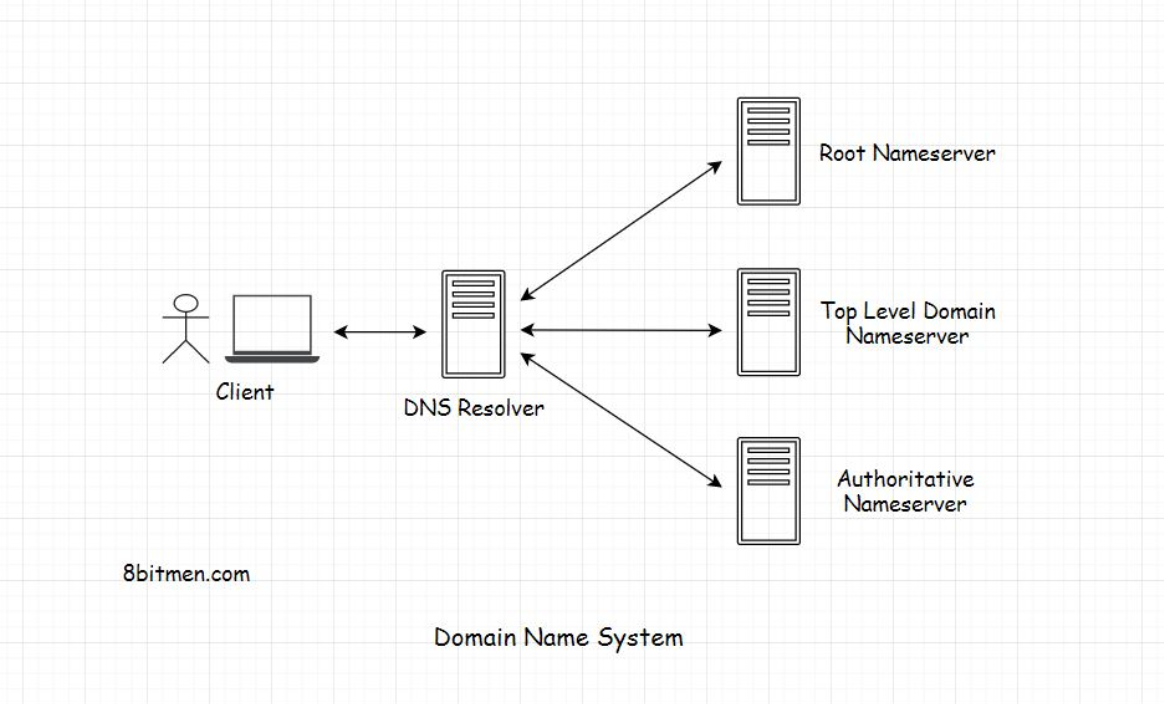 Root Nameserver
Top Level Domain
Nameserver
Client
DNS Resolver
Authoritative
Nameserver
8bitmen.com
Domain Name System